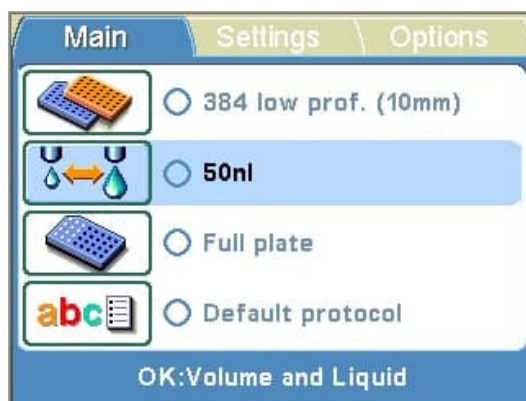 Main Settings Options
384 low prof. (10mm)
50nl
Full plate
abc Default protocol
OK:Volume and Liquid